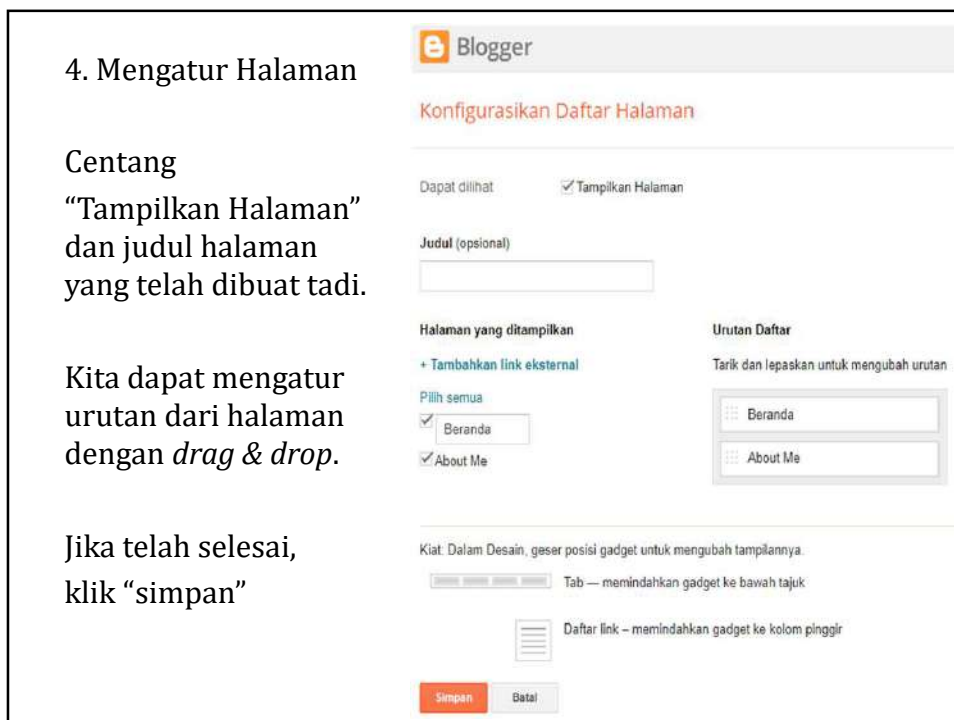 4. Mengatur Halaman
Centang
“Tampilkan Halaman”
dan judul halaman
yang telah dibuat tadi.
Kita dapat mengatur
urutan dari halaman
dengan drag & drop.
Jika telah selesai,
klik “simpan”
Blogger
Konfigurasikan Daftar Halaman
Dapat dilihat
Tampilkan Halaman
Judul (opsional)
Halaman yang ditampilkan
+ Tambahkan link eksternal
Pilih semua
Beranda
About Me
Urutan Daftar
Tarik dan lepaskan untuk mengubah urutan
Beranda
About Me
Kiat: Dalam Desain, geser posisi gadget untuk mengubah tampilannya.
Tab — memindahkan gadget ke bawah tajuk
Daftar link – memindahkan gadget ke kolom pinggir
Simpan
Batal